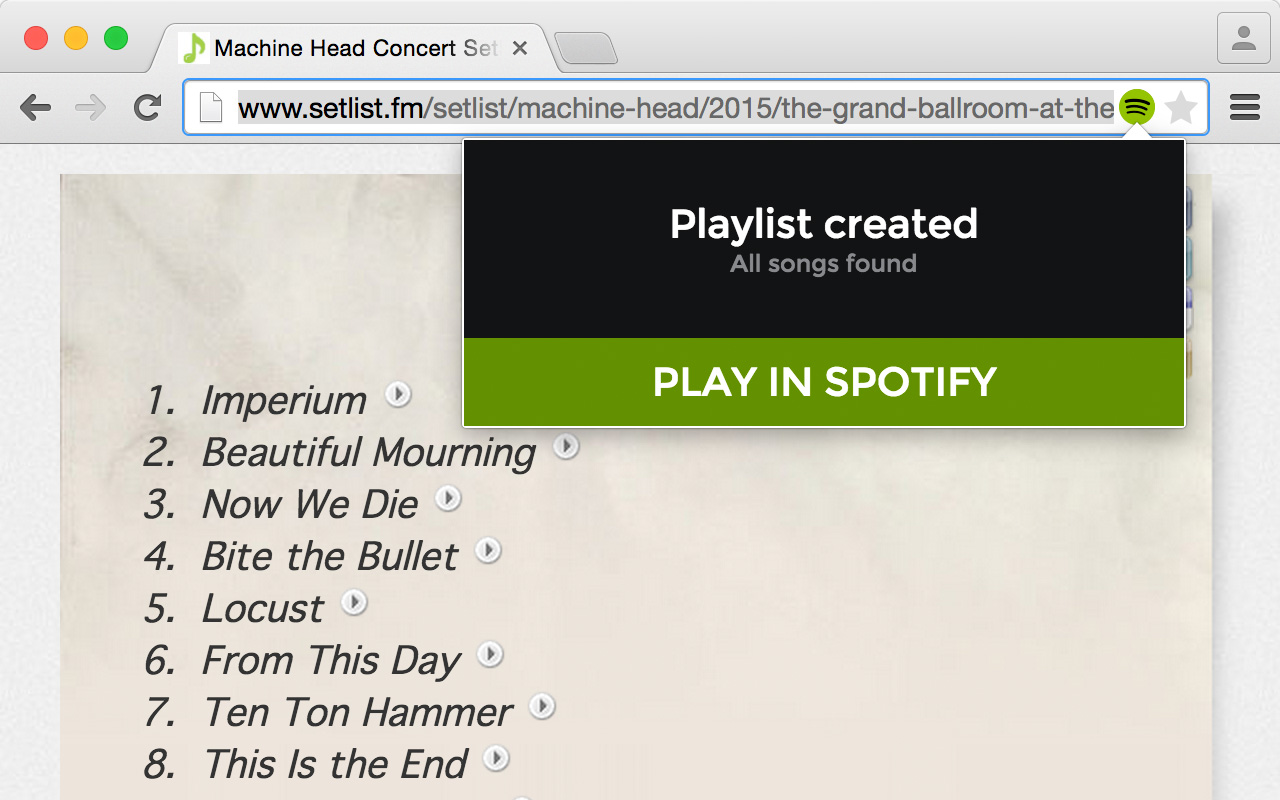 Machine Head Concert Set
www.setlist.fm/setlist/machine-head/2015/the-grand-ballroom-at-the
Playlist created
All songs found
PLAY IN SPOTIFY
1. Imperium
2. Beautiful Mourning
3. Now We Die
4. Bite the Bullet
5. Locust
6. From This Day
7. Ten Ton Hammer
8. This Is the End